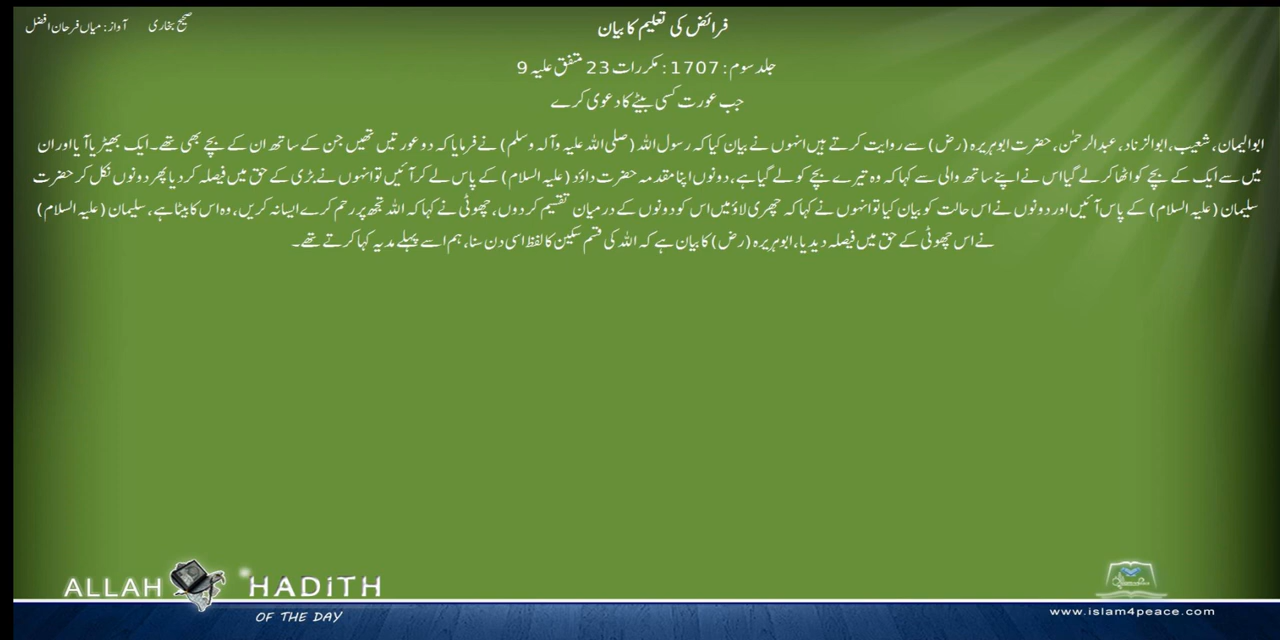 صحیح بخاری
آواز: میاں فرحان افضل
فرائض کی تعلیم کا بیان
جلد سوم : 1707 : مکررات 23 متفق علیہ 9
جب عورت کسی بیٹے کا دعوی کرے
ابوالیمان، شعیب، ابوالزناد، عبدالرحمٰن، حضرت ابوہریرہ (رض) سے روایت کرتے ہیں انہوں نے بیان کیا کہ رسول اللہ (صلی اللہ علیہ وآلہ وسلم) نے فرمایا کہ دو عورتیں تھیں جن کے ساتھ ان کے بچے بھی تھے۔ ایک بھیڑیا آیا اور ان
میں سے ایک کے بچے کو اٹھا کر لے گیا اس نے اپنے ساتھ والی سے کہا کہ وہ تیرے بچے کو لے گیا ہے، دونوں اپنا مقدمہ حضرت داؤد (علیہ السلام) کے پاس لے کر آئیں تو انہوں نے بڑی کے حق میں فیصلہ کردیا پھر دونوں نکل کر حضرت
سلیمان (علیہ السلام) کے پاس آئیں اور دونوں نے اس حالت کو بیان کیا تو انہوں نے کہا کہ چھری لاؤ میں اس کو دونوں کے درمیان تقسیم کر دوں، چھوٹی نے کہا کہ اللہ تجھ پر رحم کرے ایسا نہ کریں، وہ اس کا بیٹا ہے، سلیمان (علیہ السلام)
نے اس چھوٹی کے حق میں فیصلہ دیدیا، ابوہریرہ (رض) کا بیان ہے کہ اللہ کی قسم سکین کا لفظ اسی دن سنا، ہم اسے پہلے مدیہ کہا کرتے تھے۔
ALLAH HADITH
OF THE DAY
www.islam4peace.com